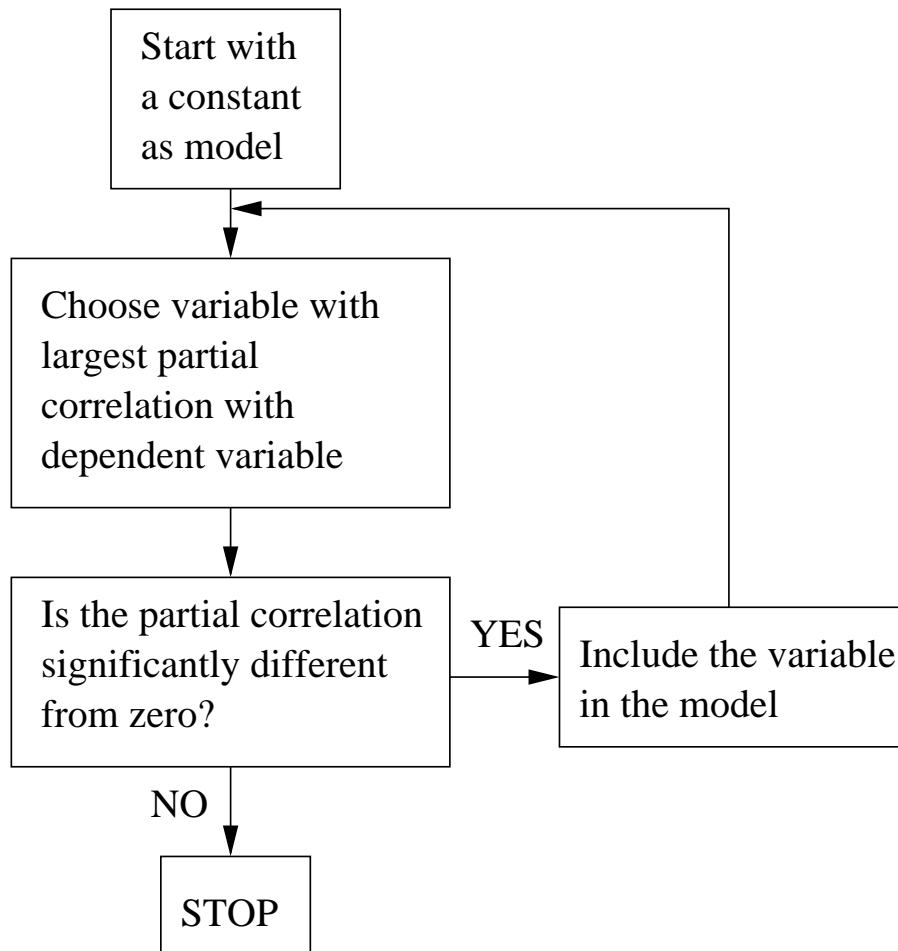 Start with
a constant
as model
Choose variable with
largest partial
correlation with
dependent variable
Is the partial correlation
significantly different
from zero?
YES
Include the variable
in the model
NO
STOP